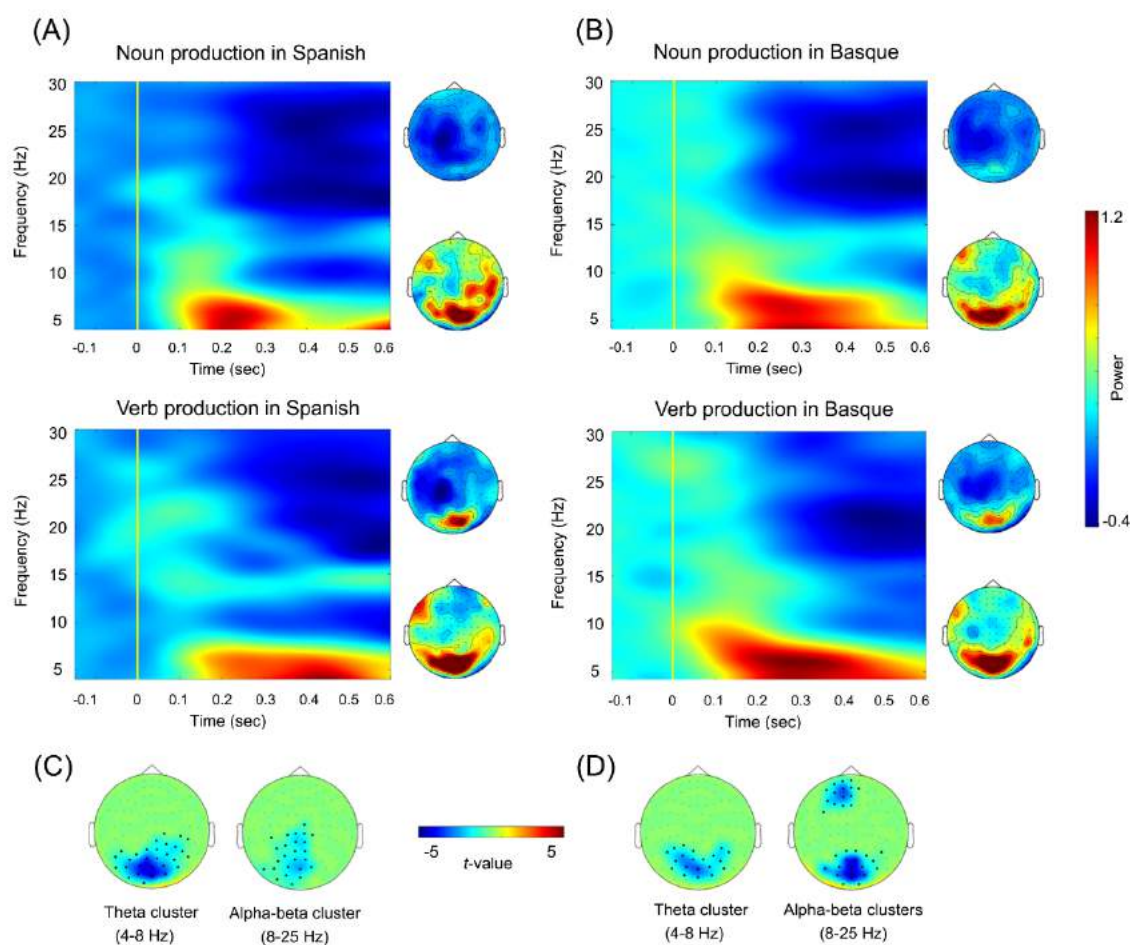 (A)
Noun production in Spanish
30
25
20
15
10
5
Frequency (Hz)
-0.1 0 0.1 0.2 0.3 0.4 0.5 0.6
Time (sec)
Verb production in Spanish
30
25
20
15
10
5
Frequency (Hz)
-0.1 0 0.1 0.2 0.3 0.4 0.5 0.6
Time (sec)
(B)
Noun production in Basque
30
25
20
15
10
5
Frequency (Hz)
-0.1 0 0.1 0.2 0.3 0.4 0.5 0.6
Time (sec)
Verb production in Basque
30
25
20
15
10
5
Frequency (Hz)
-0.1 0 0.1 0.2 0.3 0.4 0.5 0.6
Time (sec)
1.2
Power
-0.4
(C)
Theta cluster
(4-8 Hz)
Alpha-beta cluster
(8-25 Hz)
-5 5
t-value
(D)
Theta cluster
(4-8 Hz)
Alpha-beta clusters
(8-25 Hz)